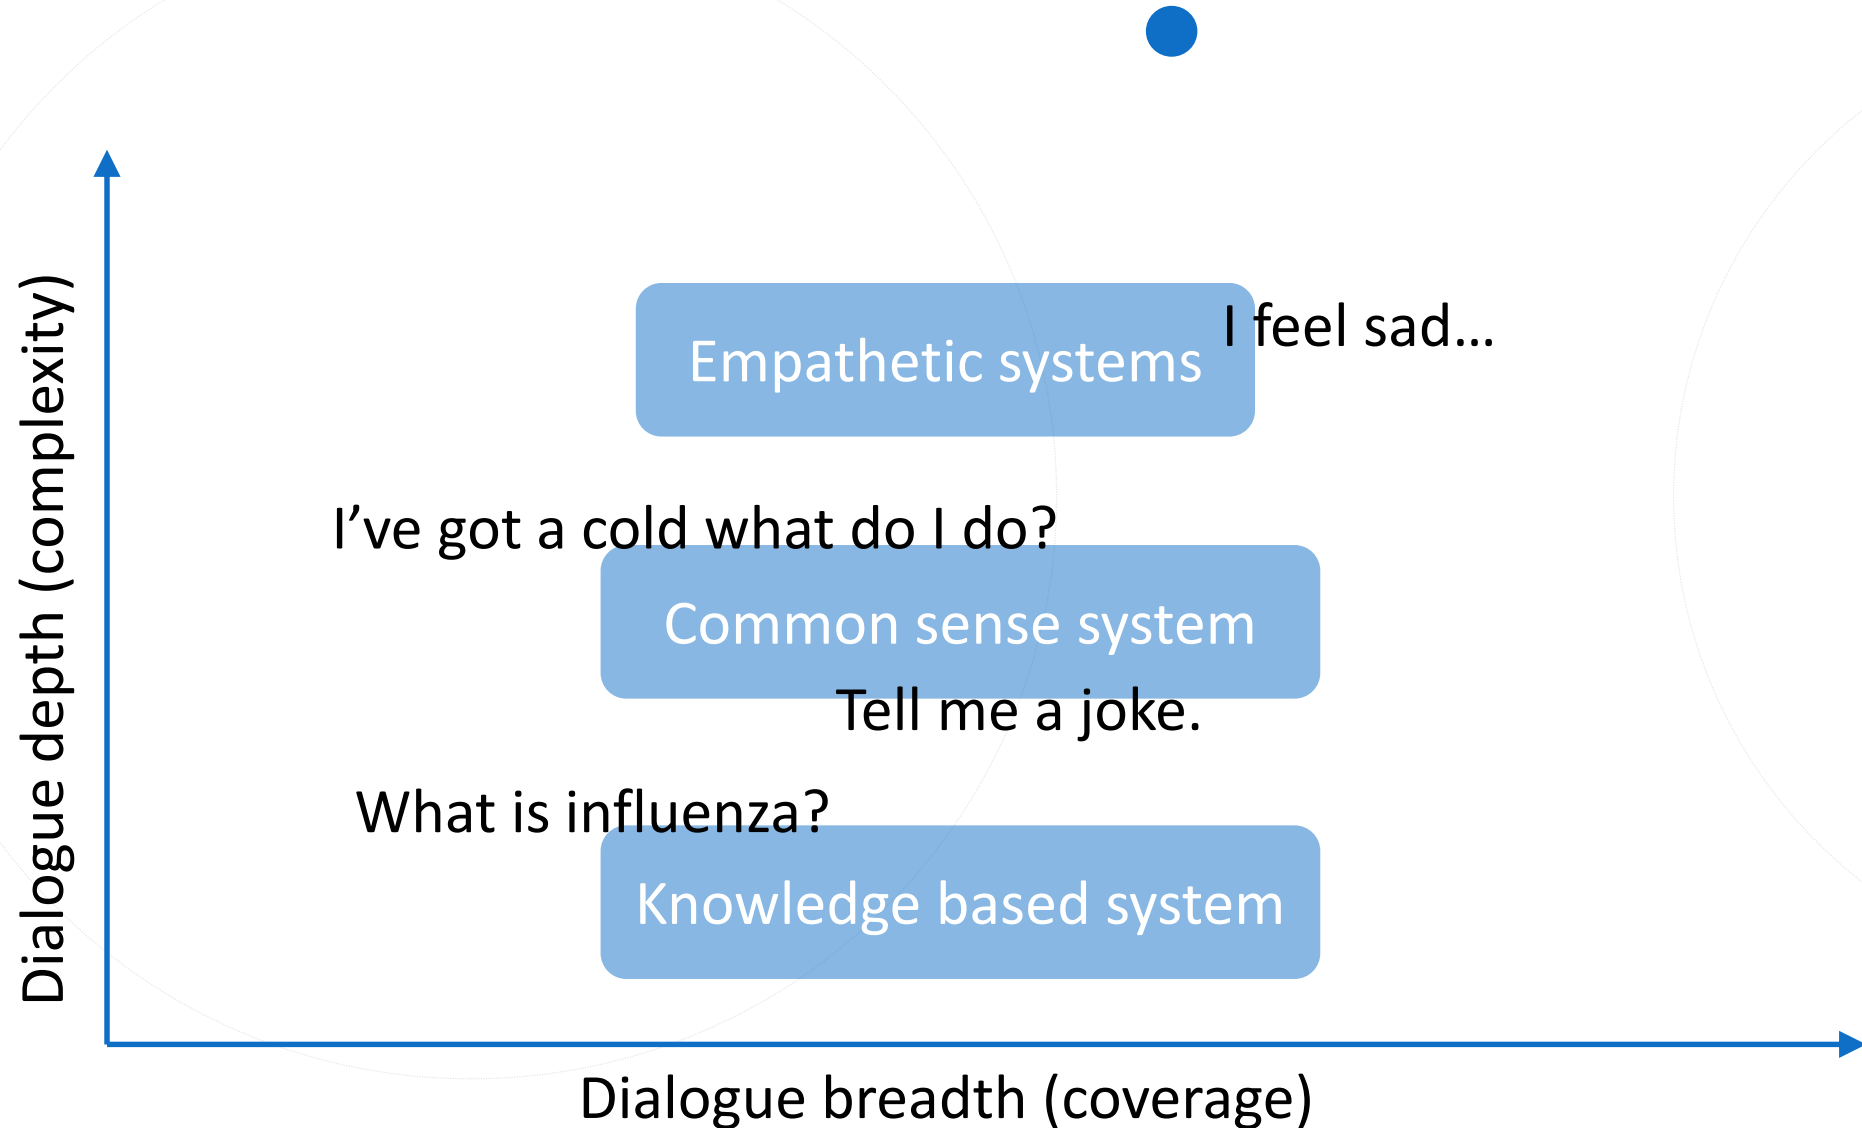 I feel sad…
Empathetic systems
I’ve got a cold what do I do?
Common sense system
Tell me a joke.
What is influenza?
Knowledge based system
Dialogue depth (complexity)
Dialogue breadth (coverage)